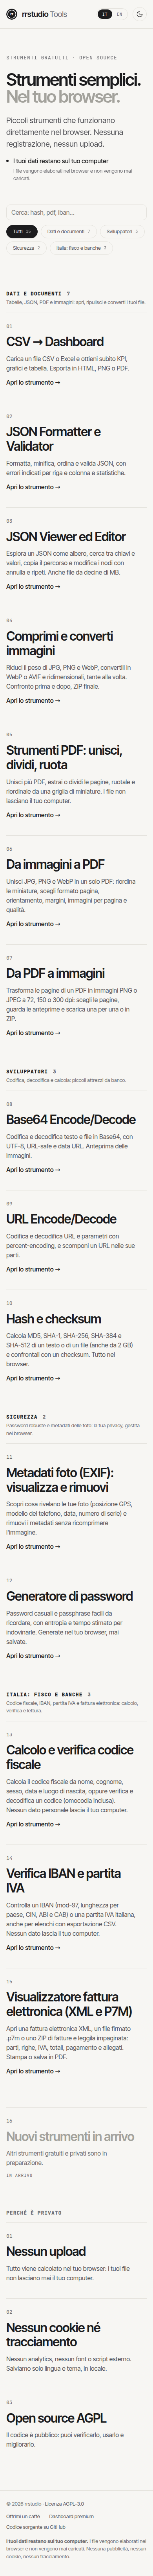 rrstudio Tools
IT EN
STRUMENTI GRATUITI · OPEN SOURCE
Strumenti semplici.
Nel tuo browser.
Piccoli strumenti che funzionano
direttamente nel browser. Nessuna
registrazione, nessun upload.
I tuoi dati restano sul tuo computer
I file vengono elaborati nel browser e non vengono mai
caricati.
Cerca: hash, pdf, iban…
Tutti 15
Dati e documenti 7
Sviluppatori 3
Sicurezza 2
Italia: fisco e banche 3
DATI E DOCUMENTI 7
Tabelle, JSON, PDF e immagini: apri, ripulisci e converti i tuoi file.
01
CSV → Dashboard
Carica un file CSV o Excel e ottieni subito KPI,
grafici e tabella. Esporta in HTML, PNG o PDF.
Apri lo strumento →
02
JSON Formatter e
Validator
Formatta, minifica, ordina e valida JSON, con
errori indicati per riga e colonna e statistiche.
Apri lo strumento →
03
JSON Viewer ed Editor
Esplora un JSON come albero, cerca tra chiavi e
valori, copia il percorso e modifica i nodi con
annulla e ripeti. Anche file da decine di MB.
Apri lo strumento →
04
Comprimi e converti
immagini
Riduci il peso di JPG, PNG e WebP, convertili in
WebP o AVIF e ridimensionali, tante alla volta.
Confronto prima e dopo, ZIP finale.
Apri lo strumento →
05
Strumenti PDF: unisci,
dividi, ruota
Unisci più PDF, estrai o dividi le pagine, ruotale e
riordinale da una griglia di miniature. I file non
lasciano il tuo computer.
Apri lo strumento →
06
Da immagini a PDF
Unisci JPG, PNG e WebP in un solo PDF: riordina
le miniature, scegli formato pagina,
orientamento, margini, immagini per pagina e
qualità.
Apri lo strumento →
07
Da PDF a immagini
Trasforma le pagine di un PDF in immagini PNG o
JPEG a 72, 150 o 300 dpi: scegli le pagine,
guarda le anteprime e scarica una per una o in
ZIP.
Apri lo strumento →
SVILUPPATORI 3
Codifica, decodifica e calcola: piccoli attrezzi da banco.
08
Base64 Encode/Decode
Codifica e decodifica testo e file in Base64, con
UTF-8, URL-safe e data URL. Anteprima delle
immagini.
Apri lo strumento →
09
URL Encode/Decode
Codifica e decodifica URL e parametri con
percent-encoding, e scomponi un URL nelle sue
parti.
Apri lo strumento →
10
Hash e checksum
Calcola MD5, SHA-1, SHA-256, SHA-384 e
SHA-512 di un testo o di un file (anche da 2 GB)
e confrontali con un checksum. Tutto nel
browser.
Apri lo strumento →
SICUREZZA 2
Password robuste e metadati delle foto: la tua privacy, gestita
nel browser.
11
Metadati foto (EXIF):
visualizza e rimuovi
Scopri cosa rivelano le tue foto (posizione GPS,
modello del telefono, data, numero di serie) e
rimuovi i metadati senza ricomprimere
l'immagine.
Apri lo strumento →
12
Generatore di password
Password casuali e passphrase facili da
ricordare, con entropia e tempo stimato per
indovinarle. Generate nel tuo browser, mai
salvate.
Apri lo strumento →
ITALIA: FISCO E BANCHE 3
Codice fiscale, IBAN, partita IVA e fattura elettronica: calcolo,
verifica e lettura.
13
Calcolo e verifica codice
fiscale
Calcola il codice fiscale da nome, cognome,
sesso, data e luogo di nascita, oppure verifica e
decodifica un codice (omocodia inclusa).
Nessun dato personale lascia il tuo computer.
Apri lo strumento →
14
Verifica IBAN e partita
IVA
Controlla un IBAN (mod-97, lunghezza per
paese, CIN, ABI e CAB) o una partita IVA italiana,
anche per elenchi con esportazione CSV.
Nessun dato lascia il tuo computer.
Apri lo strumento →
15
Visualizzatore fattura
elettronica (XML e P7M)
Apri una fattura elettronica XML, un file firmato
.p7m o uno ZIP di fatture e leggila impaginata:
parti, righe, IVA, totali, pagamento e allegati.
Stampa o salva in PDF.
Apri lo strumento →
16
Nuovi strumenti in arrivo
Altri strumenti gratuiti e privati sono in
preparazione.
IN ARRIVO
PERCHÉ È PRIVATO
01
Nessun upload
Tutto viene calcolato nel tuo browser: i tuoi file
non lasciano mai il tuo computer.
02
Nessun cookie né
tracciamento
Nessun analytics, nessun font o script esterno.
Salviamo solo lingua e tema, in locale.
03
Open source AGPL
Il codice è pubblico: puoi verificarlo, usarlo e
migliorarlo.
© 2026 rrstudio · Licenza AGPL-3.0
Offrimi un caffè Dashboard premium
Codice sorgente su GitHub
I tuoi dati restano sul tuo computer. I file vengono elaborati nel
browser e non vengono mai caricati. Nessuna pubblicità, nessun
cookie, nessun tracciamento.